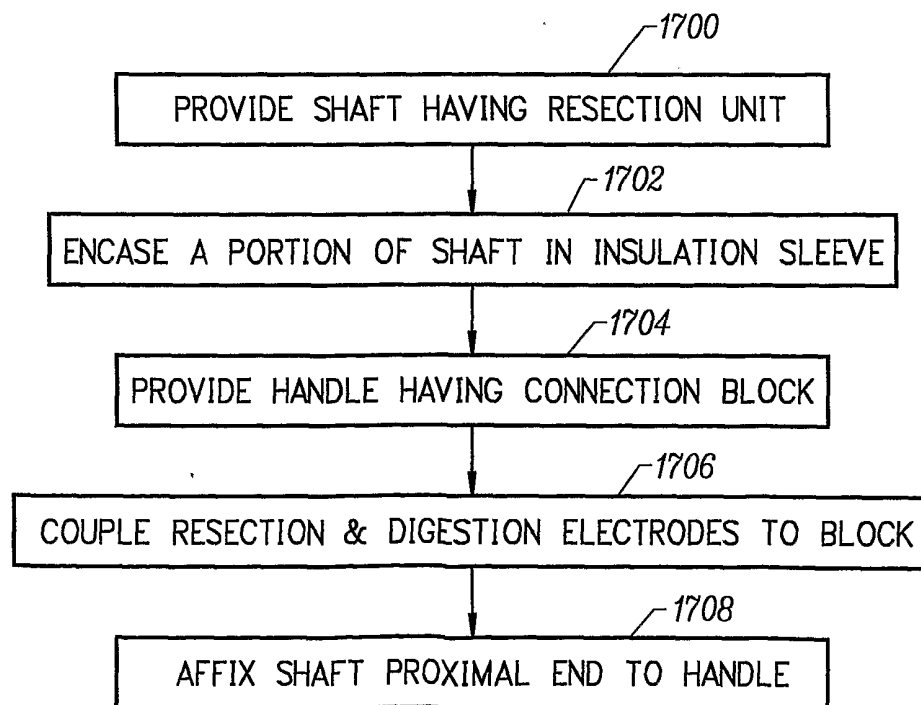 1700
PROVIDE SHAFT HAVING RESECTION UNIT
1702
ENCASE A PORTION OF SHAFT IN INSULATION SLEEVE
1704
PROVIDE HANDLE HAVING CONNECTION BLOCK
1706
COUPLE RESECTION & DIGESTION ELECTRODES TO BLOCK
1708
AFFIX SHAFT PROXIMAL END TO HANDLE